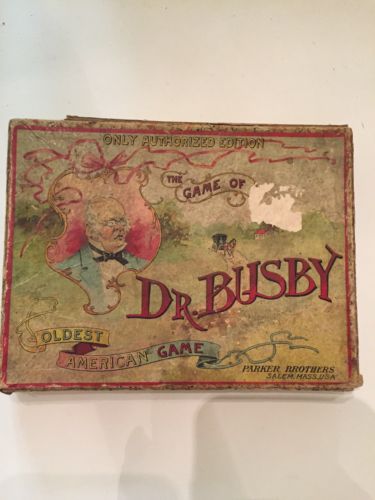 ONLY AUTHORIZED EDITION
THE
GAME OF
DR. BUSBY
OLDEST
AMERICAN GAME
PARKER BROTHERS
SALEM, MASS. U.S.A.